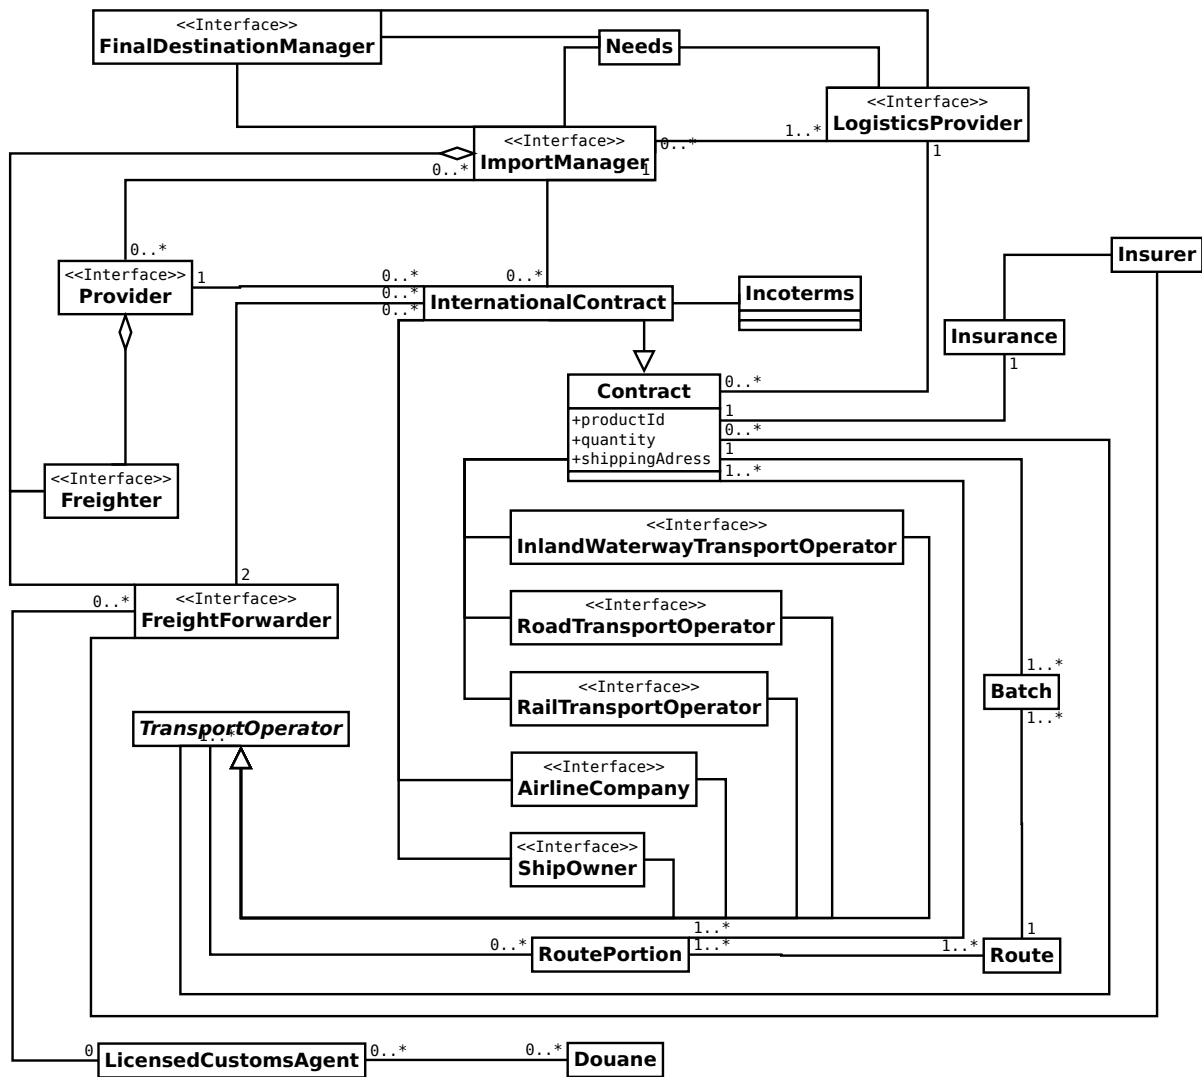 <<Interface>>
FinalDestinationManager
Needs
<<Interface>>
LogisticsProvider
1..*
0..*
1
<<Interface>>
ImportManager
0..*
1
0..*
<<Interface>>
Provider
1
0..*
0..*
0..*
0..*
InternationalContract
Incoterms
Insurer
Insurance
1
Contract
+productId
+quantity
+shippingAdress
0..*
1
0..*
1
1..*
<<Interface>>
Freighter
<<Interface>>
InlandWaterwayTransportOperator
2
0..*
<<Interface>>
FreightForwarder
<<Interface>>
RoadTransportOperator
<<Interface>>
RailTransportOperator
1..*
Batch
1..*
TransportOperator
1..*
<<Interface>>
AirlineCompany
<<Interface>>
ShipOwner
0..*
RoutePortion
1..*
1..*
1..*
1
Route
0
LicensedCustomsAgent
0..*
0..*
Douane